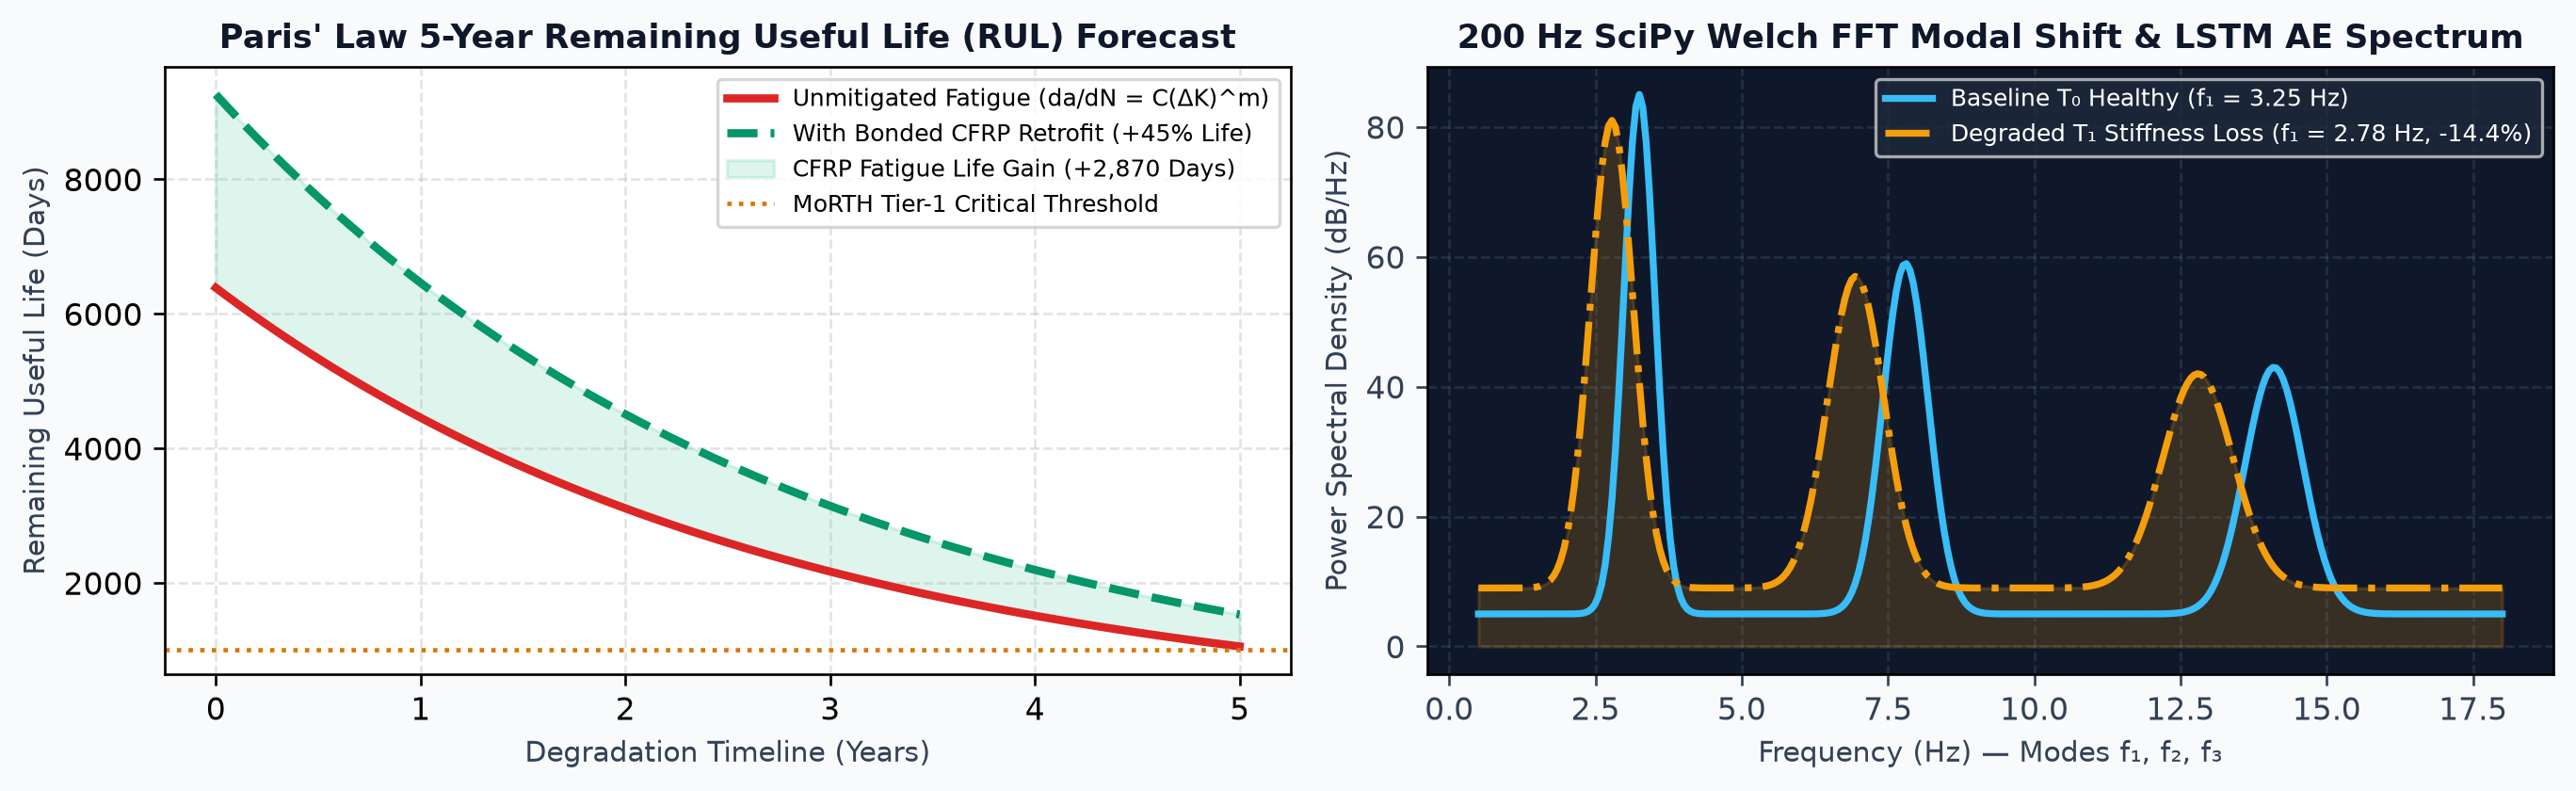 Paris' Law 5-Year Remaining Useful Life (RUL) Forecast
Remaining Useful Life (Days)
8000
6000
4000
2000
Unmitigated Fatigue (da/dN = C(ΔK)^m)
With Bonded CFRP Retrofit (+45% Life)
CFRP Fatigue Life Gain (+2,870 Days)
MoRTH Tier-1 Critical Threshold
0 1 2 3 4 5
Degradation Timeline (Years)
200 Hz SciPy Welch FFT Modal Shift & LSTM AE Spectrum
Power Spectral Density (dB/Hz)
80
60
40
20
0
Baseline T₀ Healthy (f₁ = 3.25 Hz)
Degraded T₁ Stiffness Loss (f₁ = 2.78 Hz, -14.4%)
0.0 2.5 5.0 7.5 10.0 12.5 15.0 17.5
Frequency (Hz) — Modes f₁, f₂, f₃